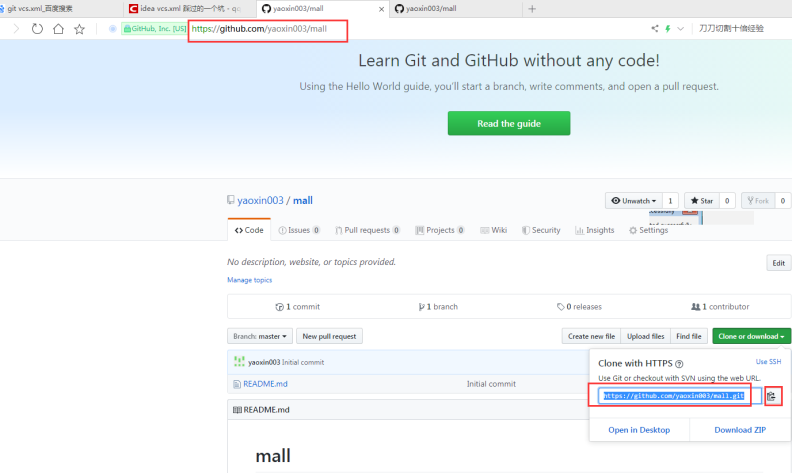 git vcs.xml_百度搜索
idea vcs.xml 踩过的一个坑 - qq
yaoxin003/mall
yaoxin003/mall
GitHub, Inc. [US]
https://github.com/yaoxin003/mall
刀刀切割十倍经验
Learn Git and GitHub without any code!
Using the Hello World guide, you'll start a branch, write comments, and open a pull request.
Read the guide
yaoxin003 / mall
Unwatch 1
Star 0
Fork 0
Code
Issues 0
Pull requests 0
Projects 0
Wiki
Security
Insights
Settings
No description, website, or topics provided.
Edit
Manage topics
1 commit
1 branch
0 releases
1 contributor
Branch: master
New pull request
Create new file
Upload files
Find file
Clone or download
yaoxin003 Initial commit
README.md
Initial commit
README.md
mall
Clone with HTTPS
Use SSH
Use Git or checkout with SVN using the web URL.
https://github.com/yaoxin003/mall.git
Open in Desktop
Download ZIP